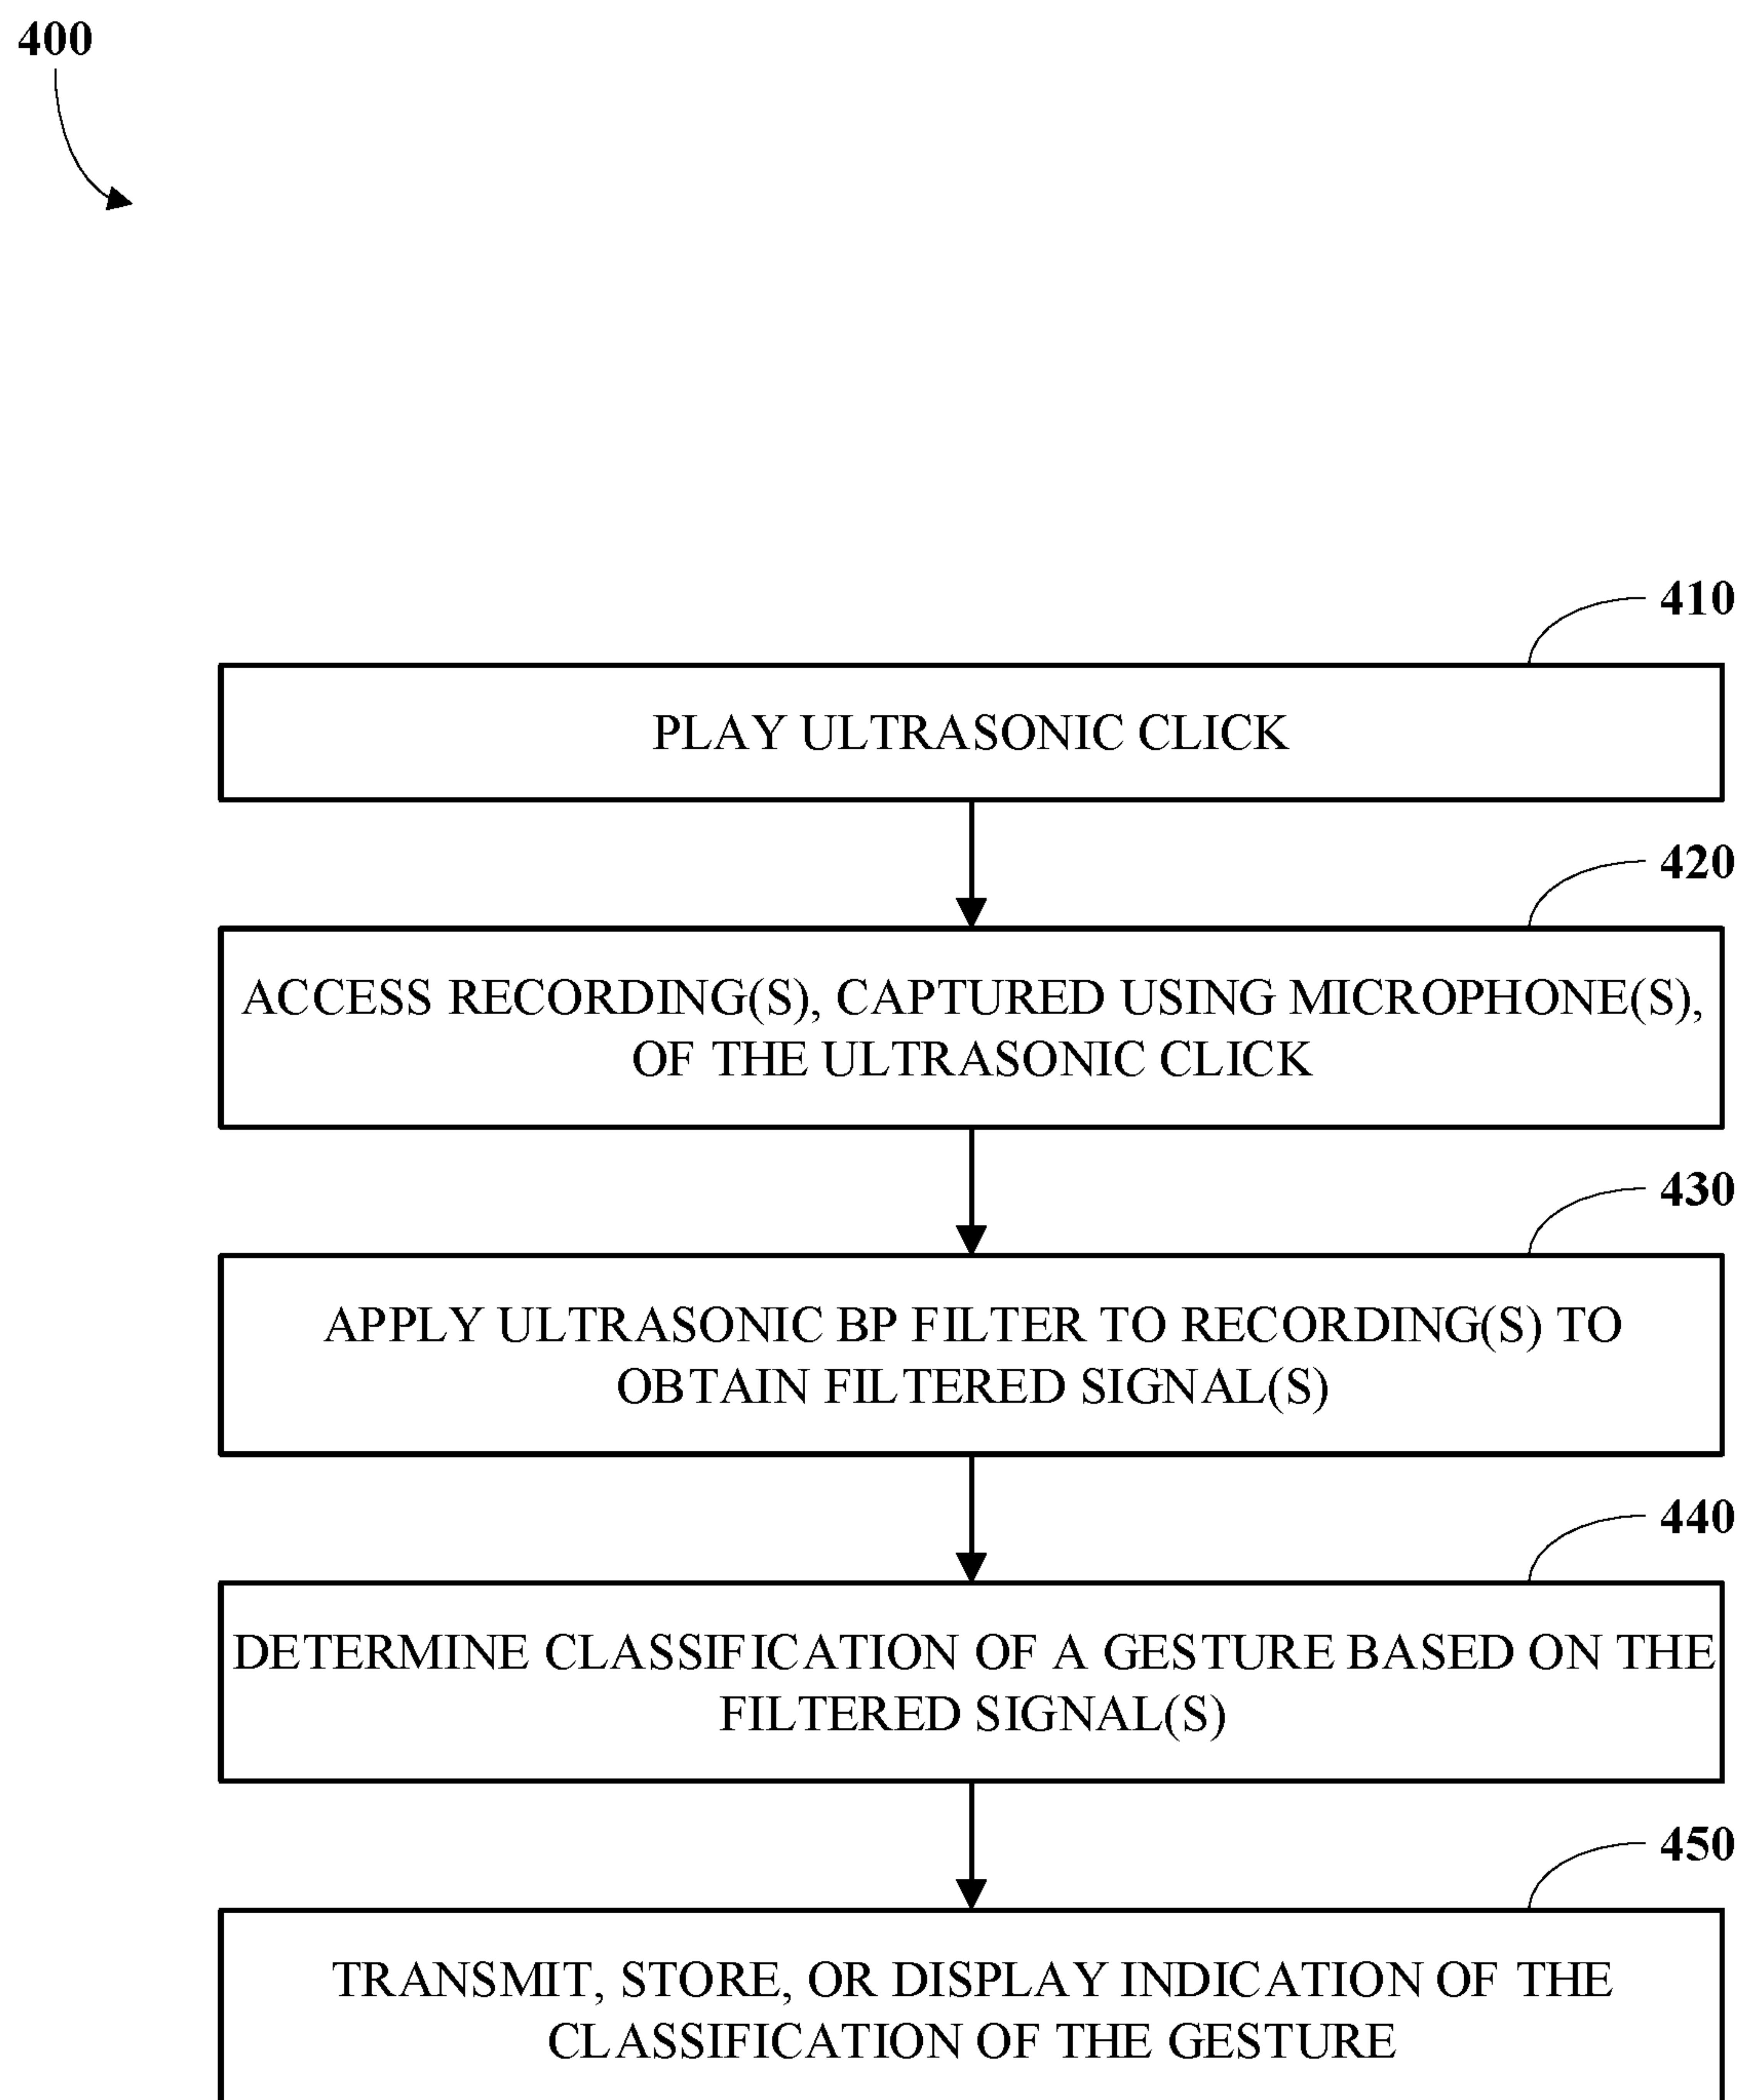 400
410
PLAY ULTRASONIC CLICK
420
ACCESS RECORDING(S), CAPTURED USING MICROPHONE(S),
OF THE ULTRASONIC CLICK
430
APPLY ULTRASONIC BP FILTER TO RECORDING(S) TO
OBTAIN FILTERED SIGNAL(S)
440
DETERMINE CLASSIFICATION OF A GESTURE BASED ON THE
FILTERED SIGNAL(S)
450
TRANSMIT, STORE, OR DISPLAY INDICATION OF THE
CLASSIFICATION OF THE GESTURE